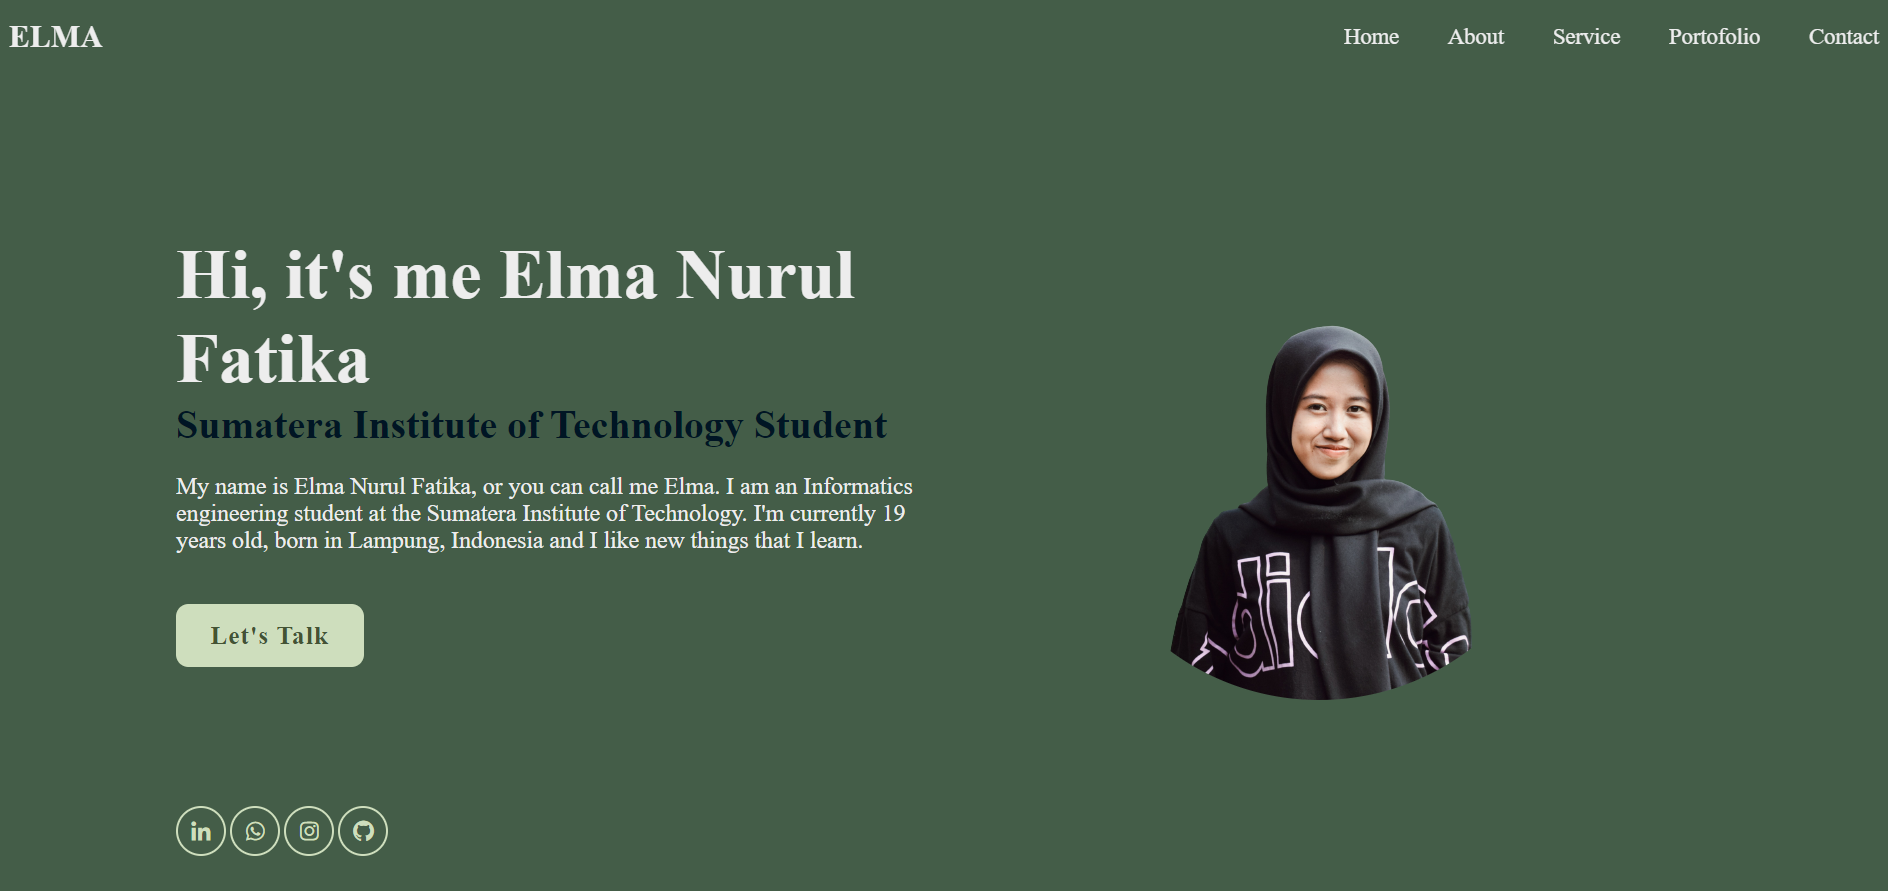 ELMA
Home About Service Portofolio Contact
Hi, it's me Elma Nurul
Fatika
Sumatera Institute of Technology Student
My name is Elma Nurul Fatika, or you can call me Elma. I am an Informatics
engineering student at the Sumatera Institute of Technology. I'm currently 19
years old, born in Lampung, Indonesia and I like new things that I learn.
Let's Talk
in